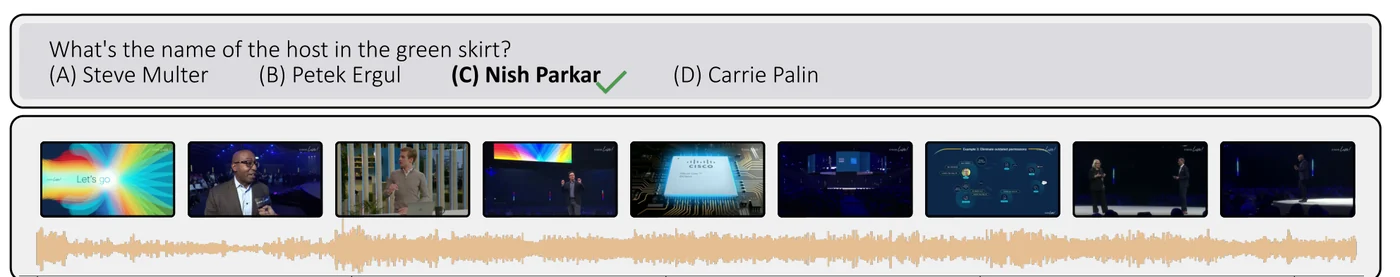 What's the name of the host in the green skirt?
(A) Steve Multer (B) Petek Ergul (C) Nish Parkar (D) Carrie Palin
Let's go
CISCO